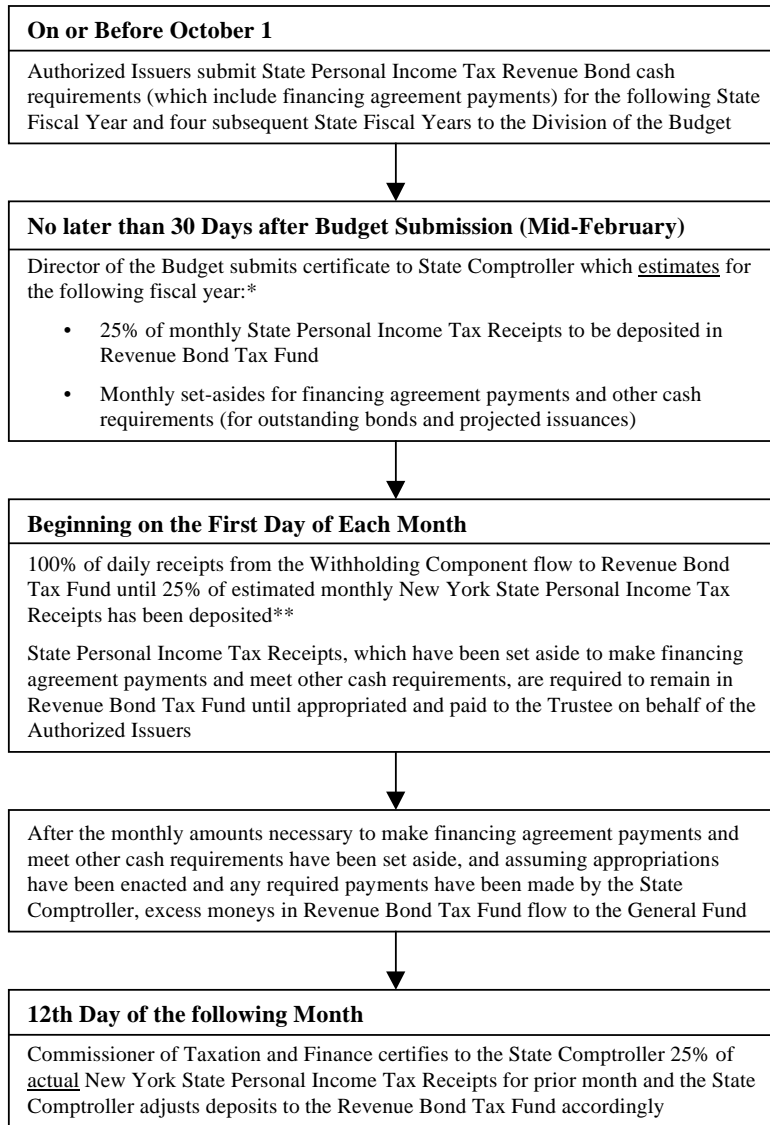 On or Before October 1
Authorized Issuers submit State Personal Income Tax Revenue Bond cash
requirements (which include financing agreement payments) for the following State
Fiscal Year and four subsequent State Fiscal Years to the Division of the Budget
No later than 30 Days after Budget Submission (Mid-February)
Director of the Budget submits certificate to State Comptroller which estimates for
the following fiscal year:*
• 25% of monthly State Personal Income Tax Receipts to be deposited in
Revenue Bond Tax Fund
• Monthly set-asides for financing agreement payments and other cash
requirements (for outstanding bonds and projected issuances)
Beginning on the First Day of Each Month
100% of daily receipts from the Withholding Component flow to Revenue Bond
Tax Fund until 25% of estimated monthly New York State Personal Income Tax
Receipts has been deposited**
State Personal Income Tax Receipts, which have been set aside to make financing
agreement payments and meet other cash requirements, are required to remain in
Revenue Bond Tax Fund until appropriated and paid to the Trustee on behalf of the
Authorized Issuers
After the monthly amounts necessary to make financing agreement payments and
meet other cash requirements have been set aside, and assuming appropriations
have been enacted and any required payments have been made by the State
Comptroller, excess moneys in Revenue Bond Tax Fund flow to the General Fund
12th Day of the following Month
Commissioner of Taxation and Finance certifies to the State Comptroller 25% of
actual New York State Personal Income Tax Receipts for prior month and the State
Comptroller adjusts deposits to the Revenue Bond Tax Fund accordingly